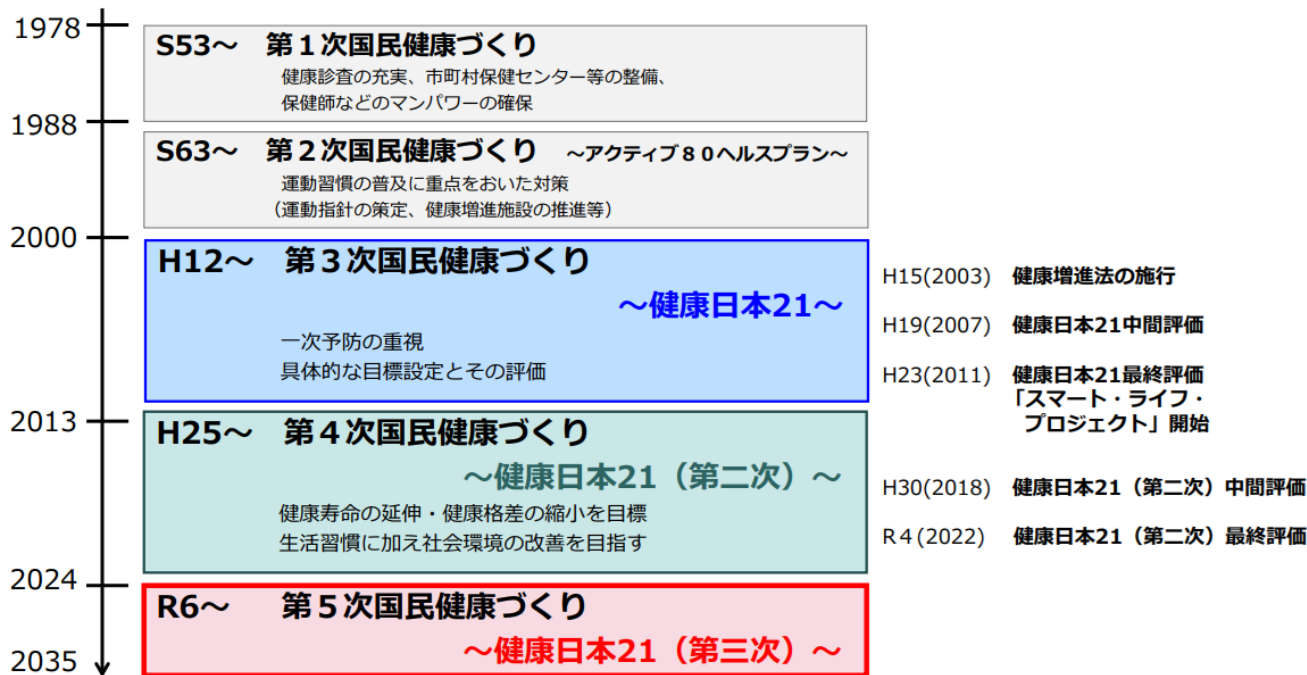 1978
S53～　第１次国民健康づくり
健康診査の充実、市町村保健センター等の整備、
保健師などのマンパワーの確保
1988
S63～　第２次国民健康づくり　～アクティブ８０ヘルスプラン～
運動習慣の普及に重点をおいた対策
（運動指針の策定、健康増進施設の推進等）
2000
H12～　第３次国民健康づくり
～健康日本21～
一次予防の重視
具体的な目標設定とその評価
H15(2003)　健康増進法の施行
H19(2007)　健康日本21中間評価
H23(2011)　健康日本21最終評価
「スマート・ライフ・
プロジェクト」開始
2013
H25～　第４次国民健康づくり
～健康日本21（第二次）～
健康寿命の延伸・健康格差の縮小を目標
生活習慣に加え社会環境の改善を目指す
H30(2018)　健康日本21（第二次）中間評価
R４(2022)　健康日本21（第二次）最終評価
2024
R6～　第５次国民健康づくり
～健康日本21（第三次）～
2035